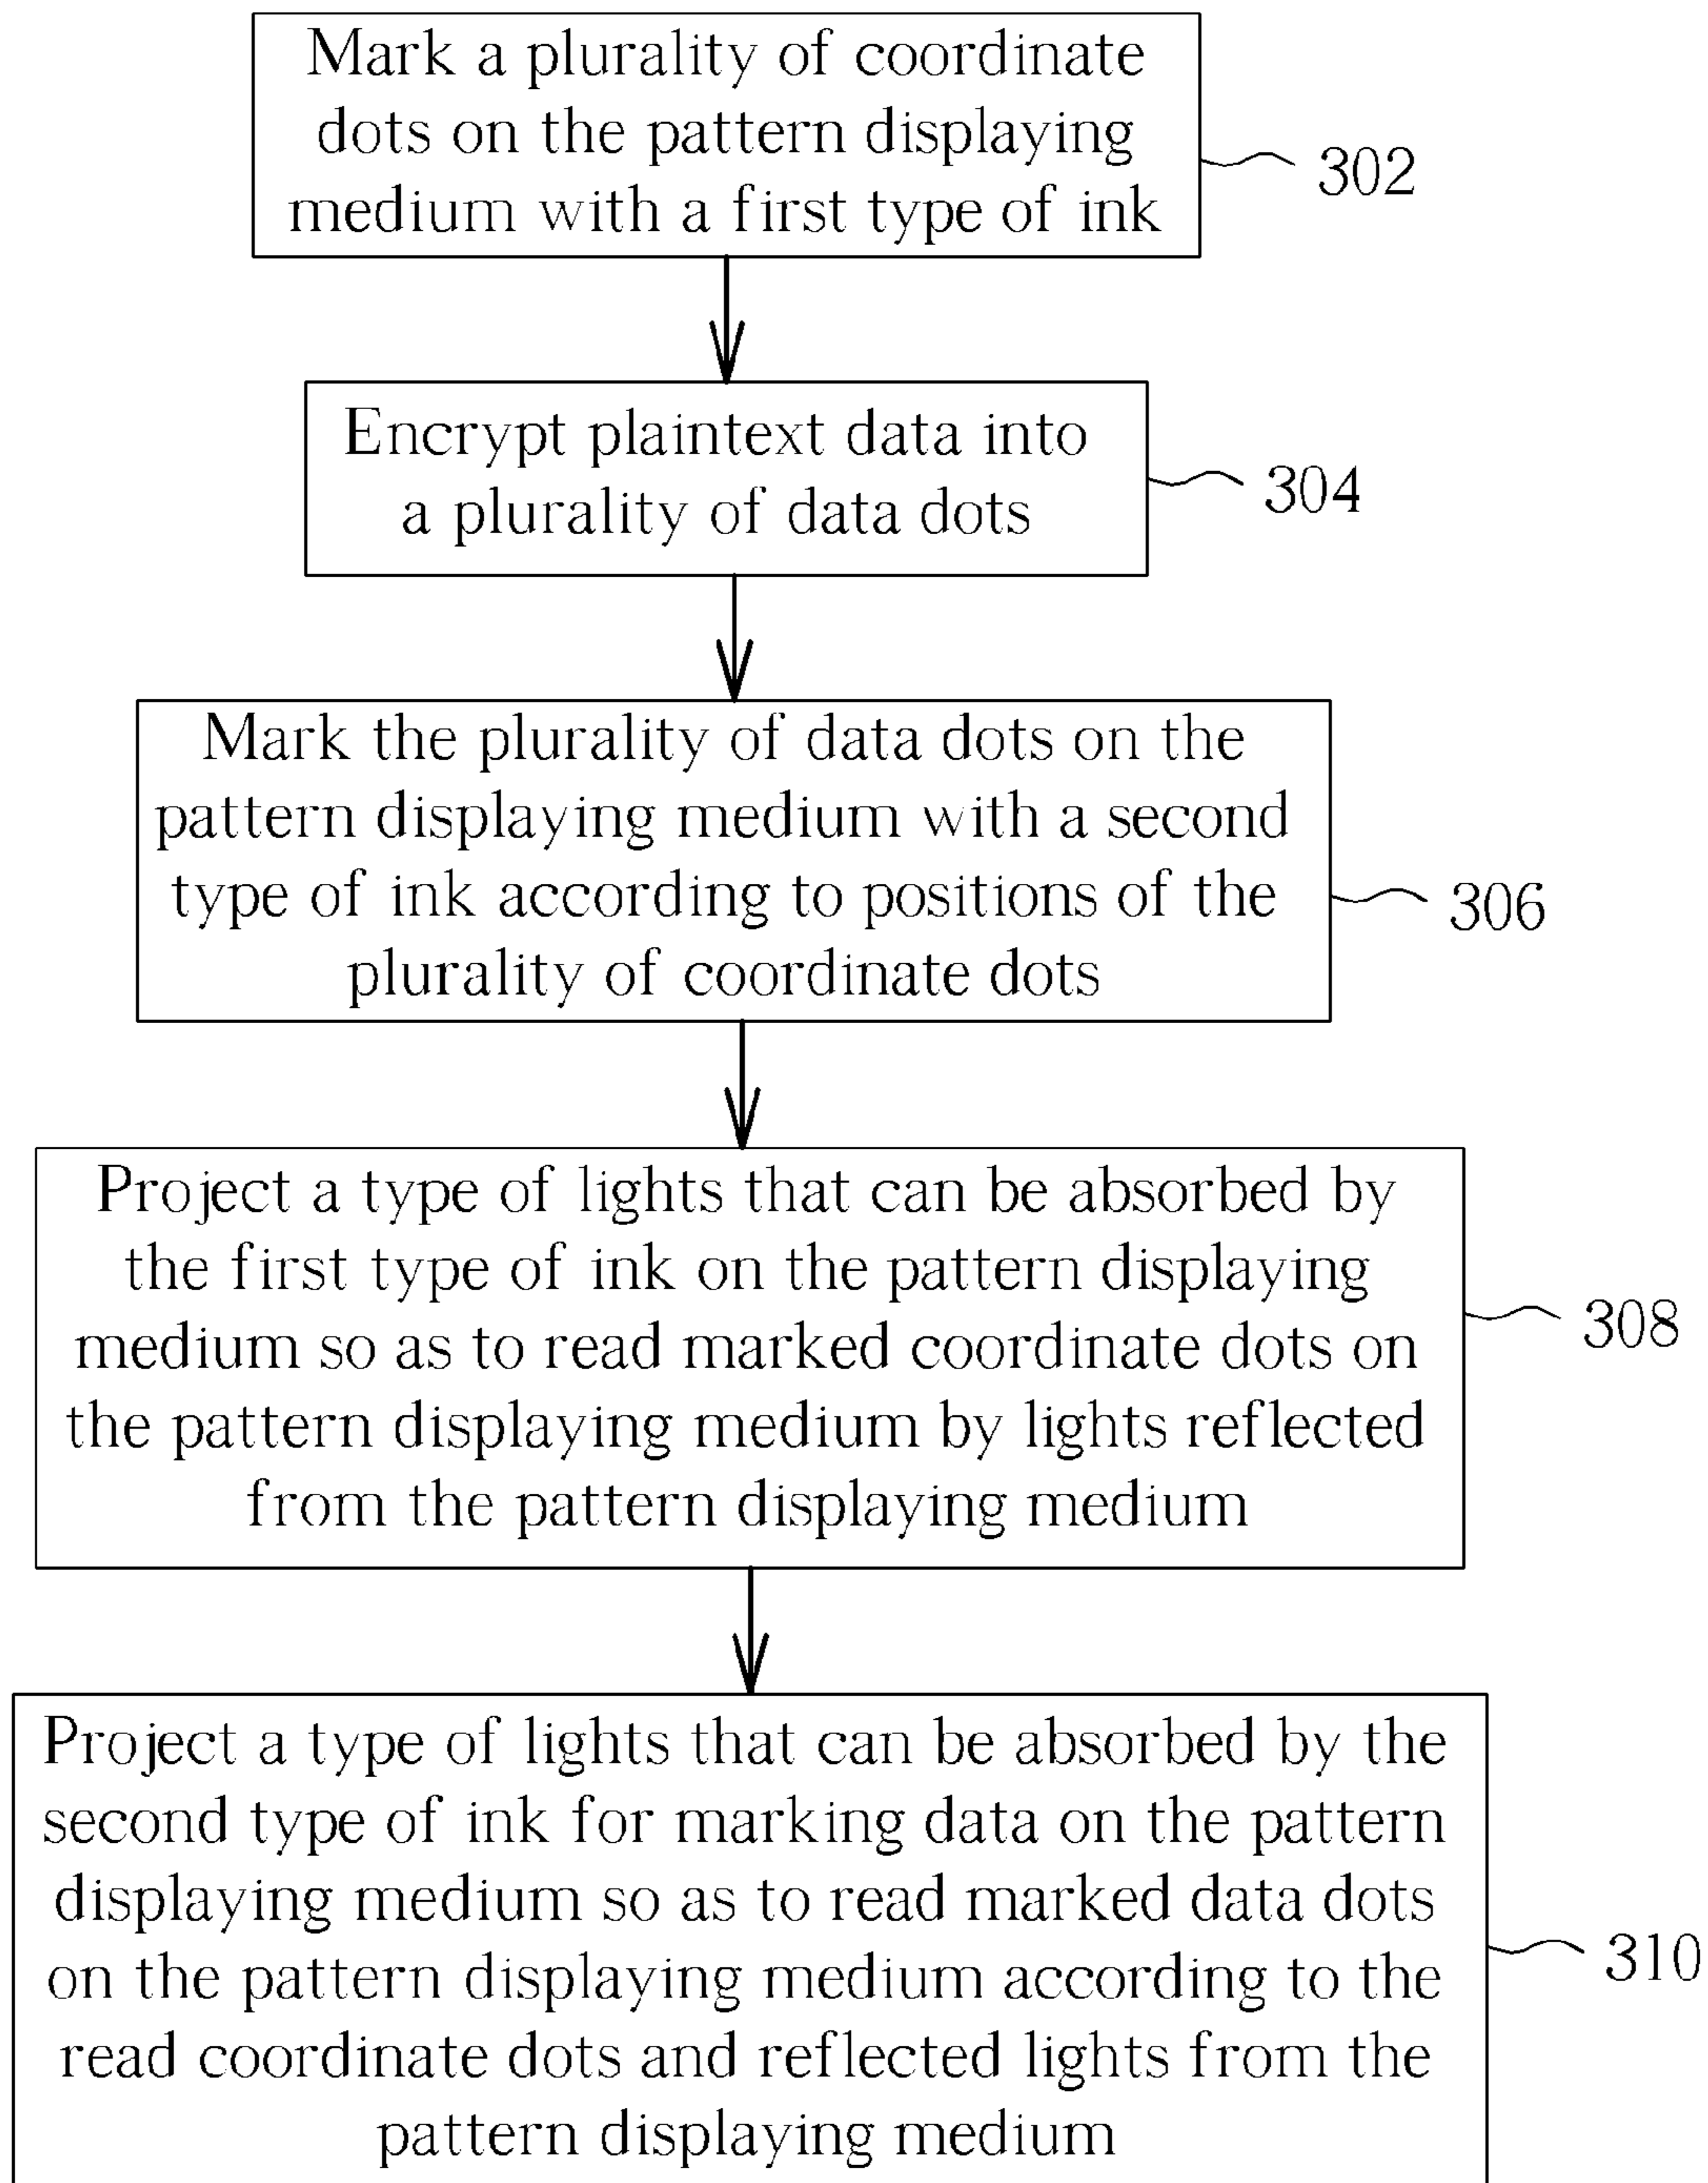 Mark a plurality of coordinate
dots on the pattern displaying
medium with a first type of ink
302
Encrypt plaintext data into
a plurality of data dots
304
Mark the plurality of data dots on the
pattern displaying medium with a second
type of ink according to positions of the
plurality of coordinate dots
306
Project a type of lights that can be absorbed by
the first type of ink on the pattern displaying
medium so as to read marked coordinate dots on
the pattern displaying medium by lights reflected
from the pattern displaying medium
308
Project a type of lights that can be absorbed by the
second type of ink for marking data on the pattern
displaying medium so as to read marked data dots
on the pattern displaying medium according to the
read coordinate dots and reflected lights from the
pattern displaying medium
310